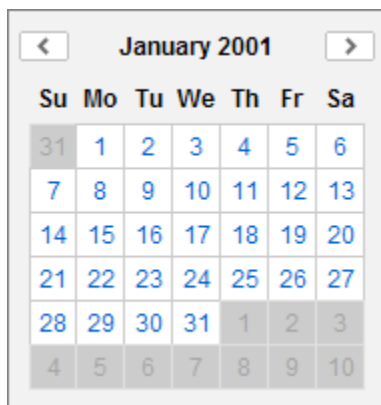 January 2001
Su Mo Tu We Th Fr Sa
31 1 2 3 4 5 6
7 8 9 10 11 12 13
14 15 16 17 18 19 20
21 22 23 24 25 26 27
28 29 30 31 1 2 3
4 5 6 7 8 9 10